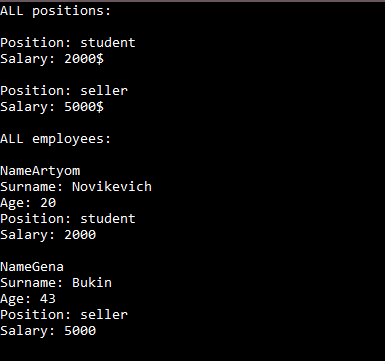 ALL positions:
Position: student
Salary: 2000$
Position: seller
Salary: 5000$
ALL employees:
NameArtyom
Surname: Novikevich
Age: 20
Position: student
Salary: 2000
NameGena
Surname: Bukin
Age: 43
Position: seller
Salary: 5000